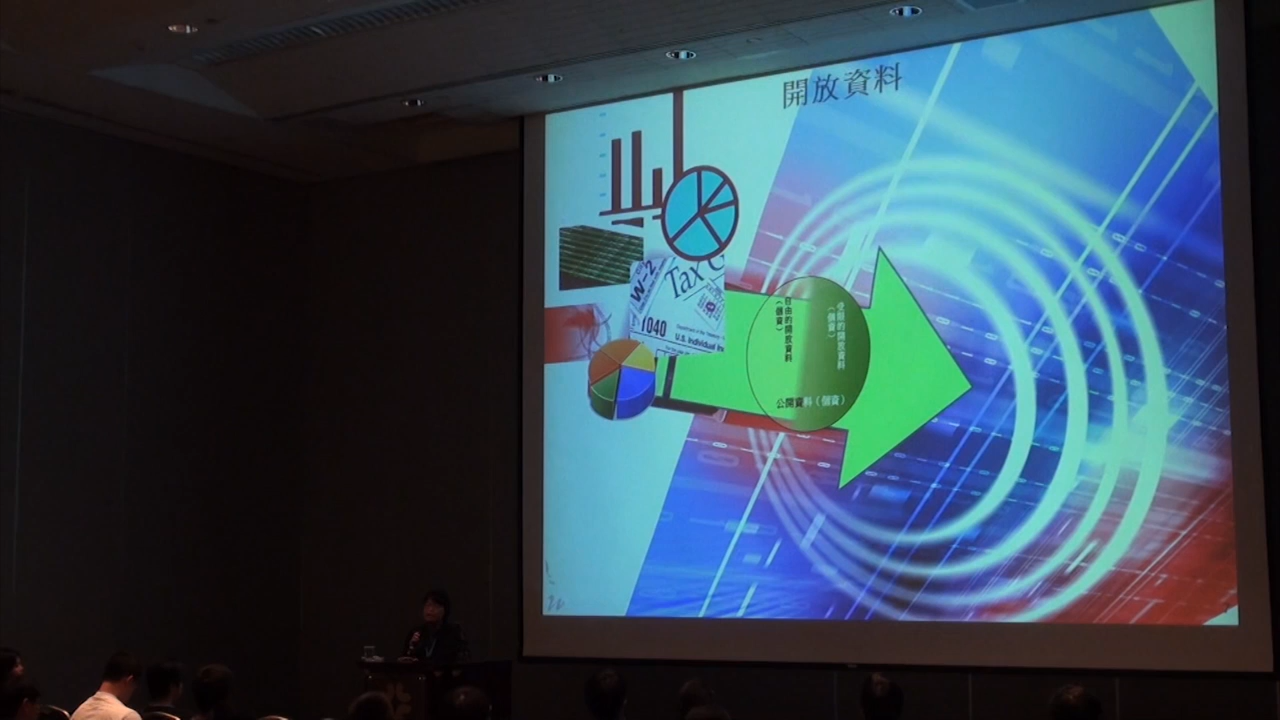 開放資料
W-2
Tax
1040
U.S. Individual In
自由的開放資料
(個資)
受限的開放資料
(個資)
公開資料(個資)